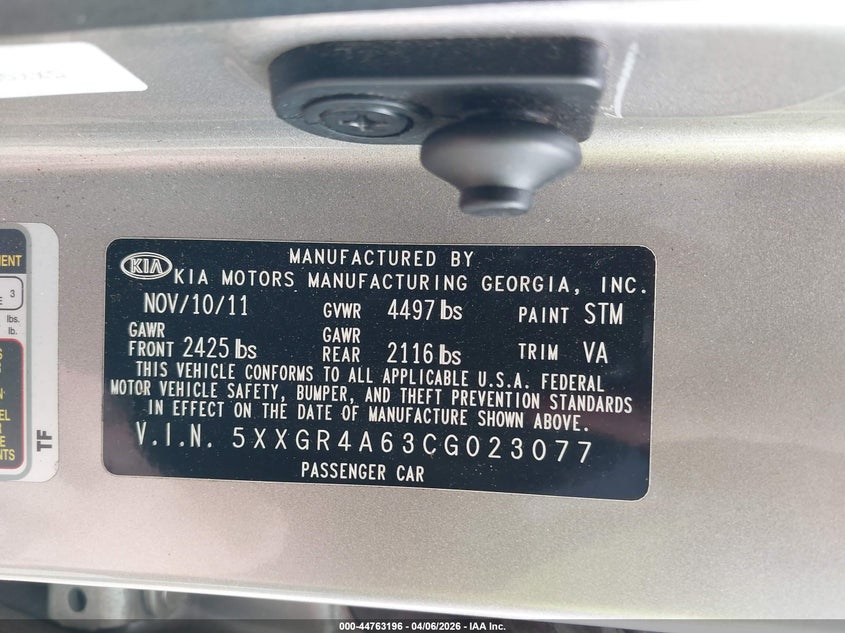 MANUFACTURED BY
KIA
KIA MOTORS MANUFACTURING GEORGIA, INC.
NOV/10/11 GVWR 4497 lbs PAINT STM
GAWR FRONT 2425 lbs GAWR REAR 2116 lbs TRIM VA
THIS VEHICLE CONFORMS TO ALL APPLICABLE U.S.A. FEDERAL
MOTOR VEHICLE SAFETY, BUMPER, AND THEFT PREVENTION STANDARDS
IN EFFECT ON THE DATE OF MANUFACTURE SHOWN ABOVE.
V.I.N. 5XXGR4A63CG023077
PASSENGER CAR
3
lbs.
lb.
TF
000-44763196 - 04/06/2026 - IAA Inc.